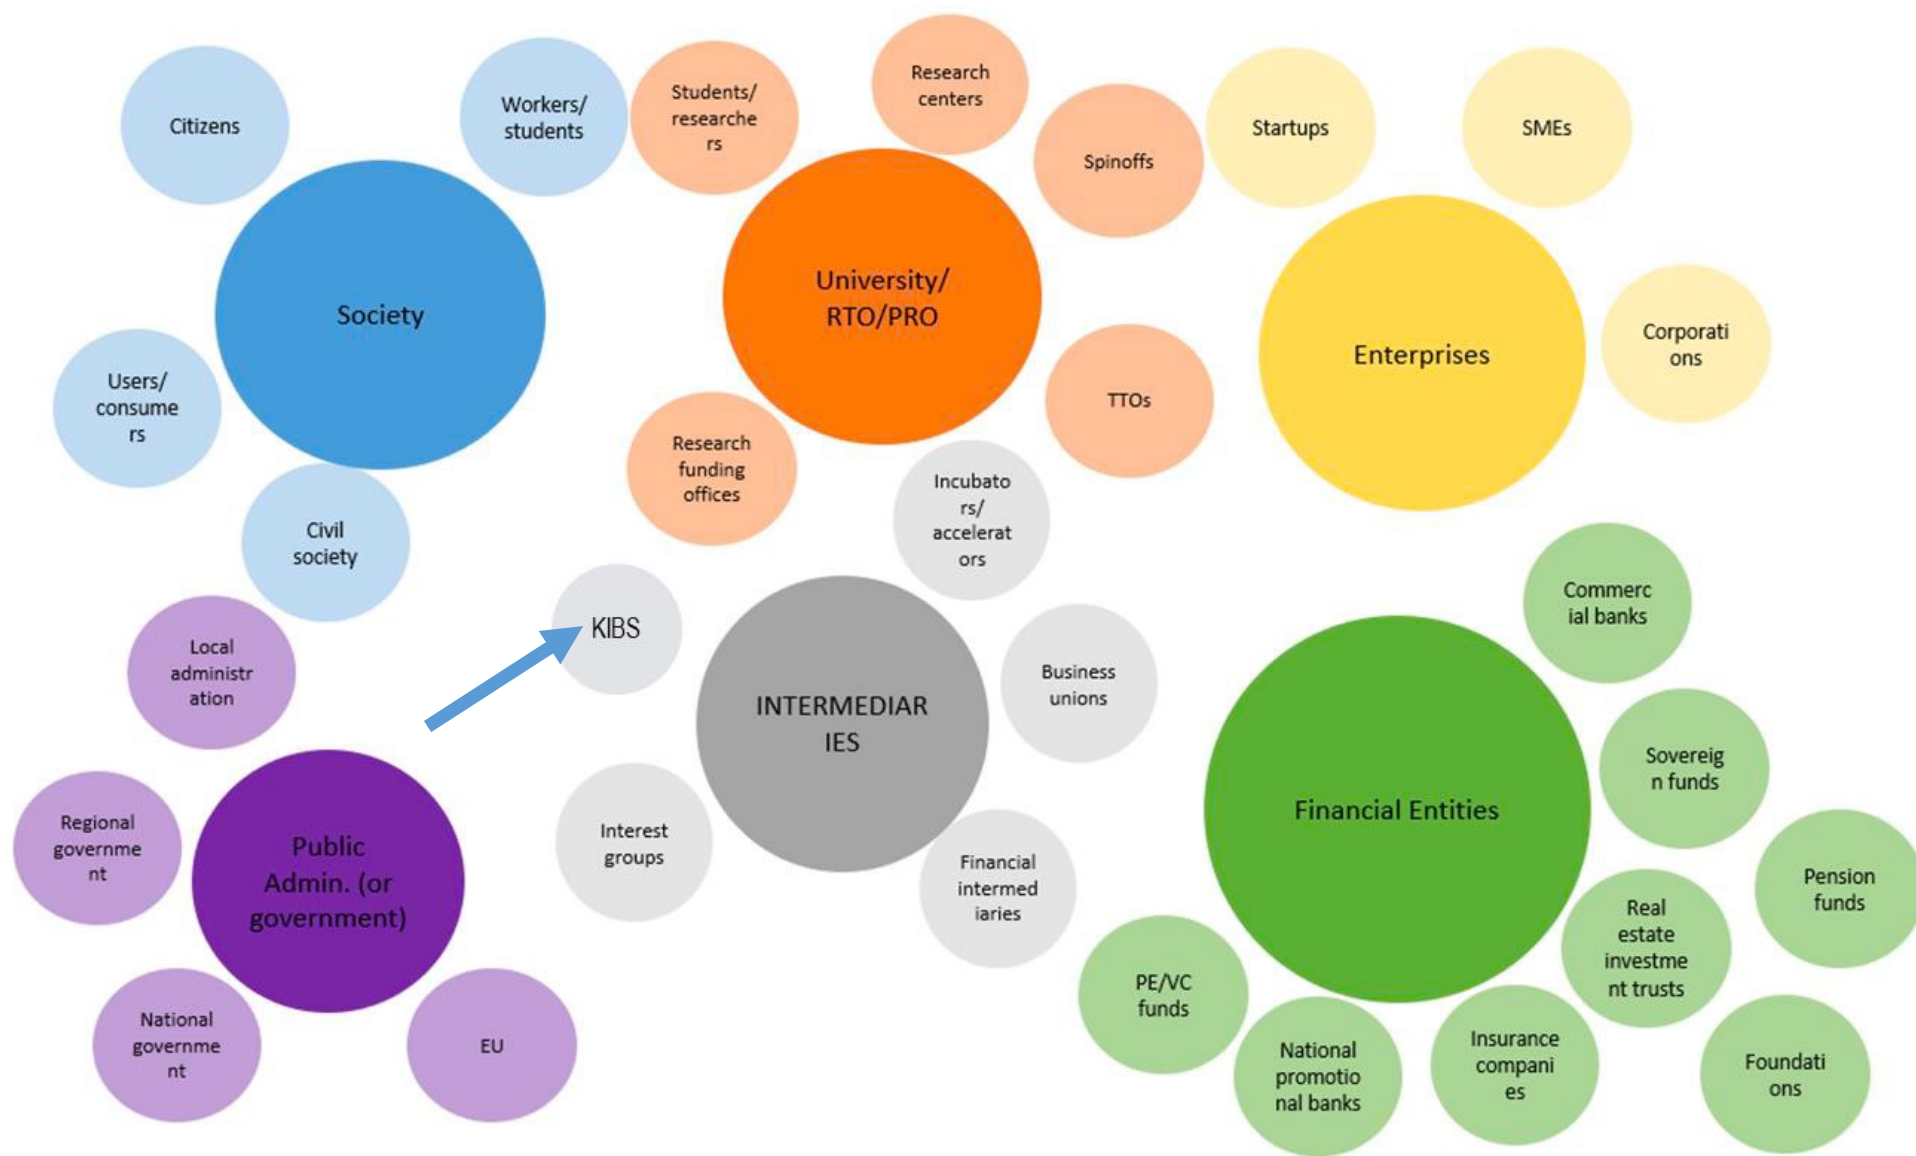 Citizens
Workers/
students
Students/
researche
rs
Research
centers
Spinoffs
Startups
SMEs
Society
University/
RTO/PRO
Enterprises
Corporati
ons
Users/
consume
rs
TTOs
Research
funding
offices
Incubato
rs/
accelerat
ors
Civil
society
KIBS
Local
administr
ation
Commerc
ial banks
Business
unions
INTERMEDIAR
IES
Sovereig
n funds
Regional
governme
nt
Public
Admin. (or
government)
Interest
groups
Financial
intermed
iaries
Financial Entities
Pension
funds
Real
estate
investme
nt trusts
PE/VC
funds
National
governme
nt
EU
National
promotio
nal banks
Insurance
compani
es
Foundati
ons